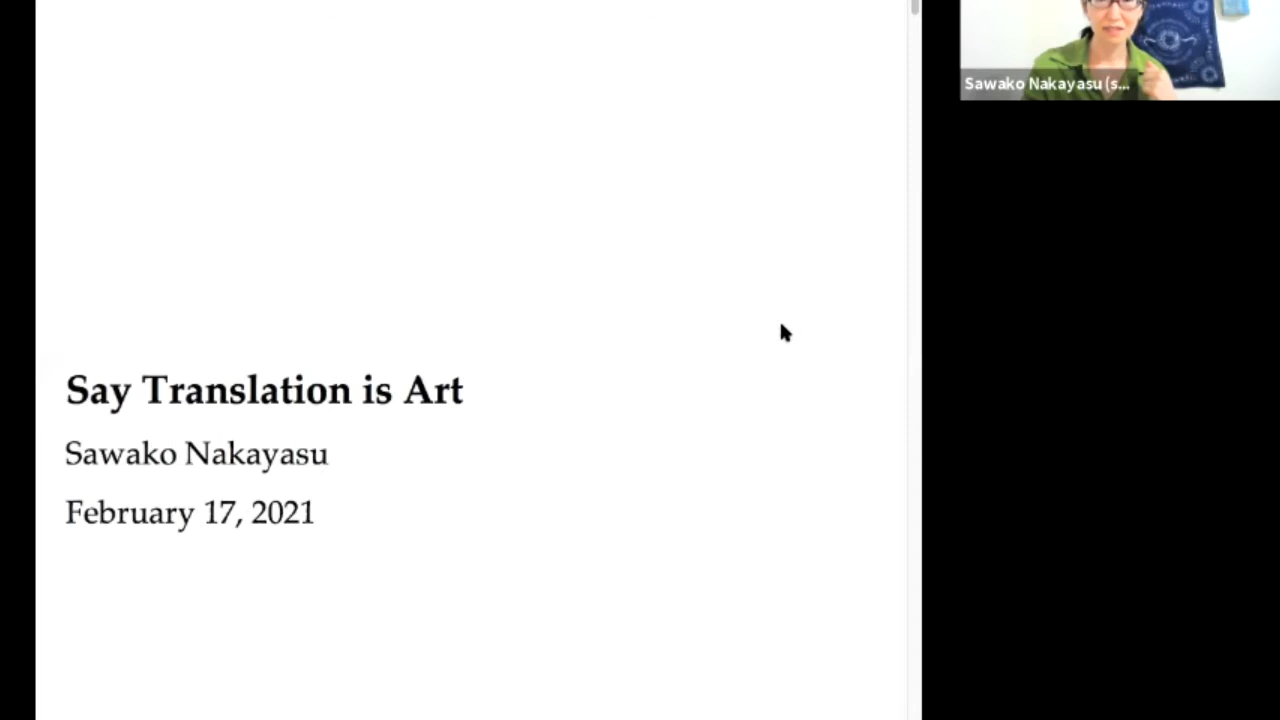 Sawako Nakayasu (s...
Say Translation is Art
Sawako Nakayasu
February 17, 2021